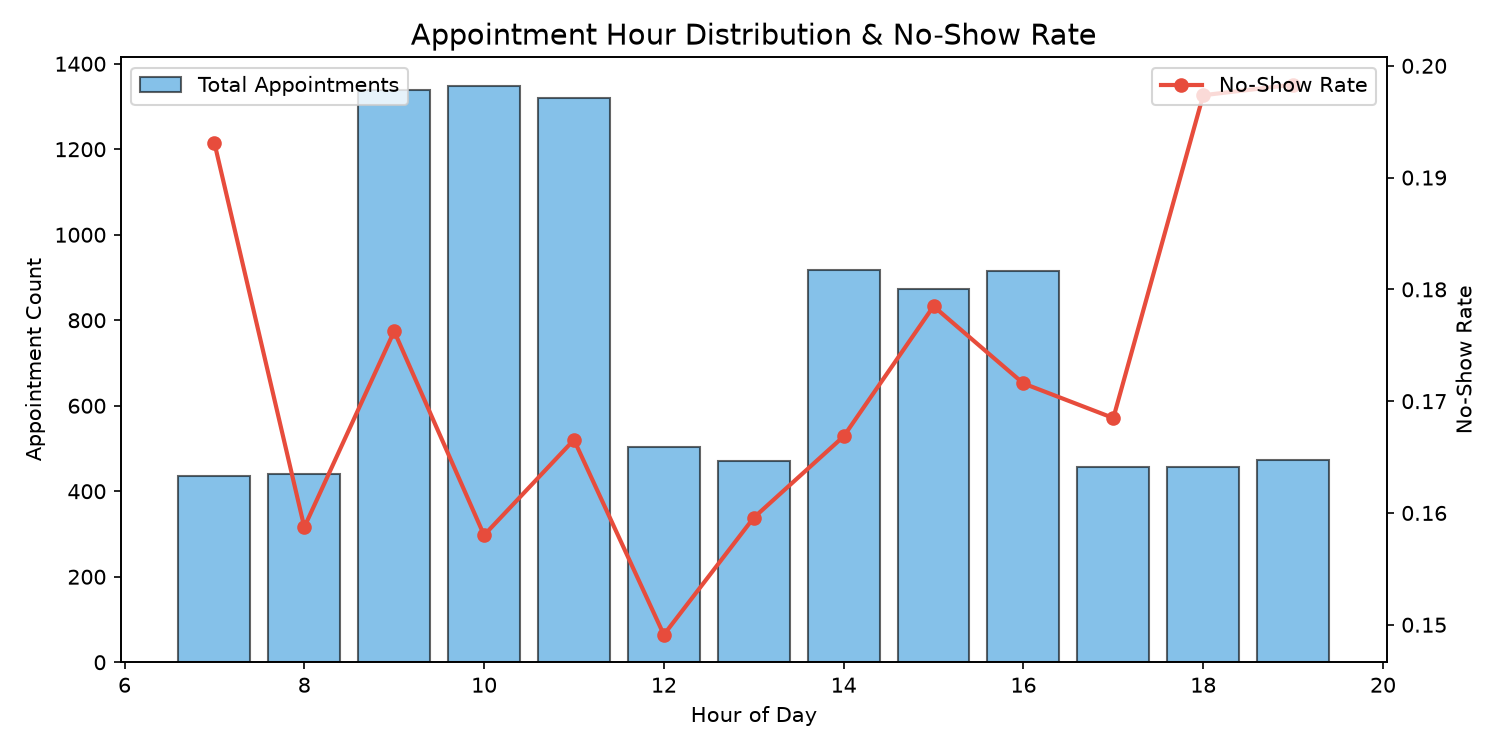 Appointment Hour Distribution & No-Show Rate
Total Appointments
No-Show Rate
1400
1200
1000
800
600
400
200
0
Appointment Count
0.20
0.19
0.18
0.17
0.16
0.15
No-Show Rate
6 8 10 12 14 16 18 20
Hour of Day